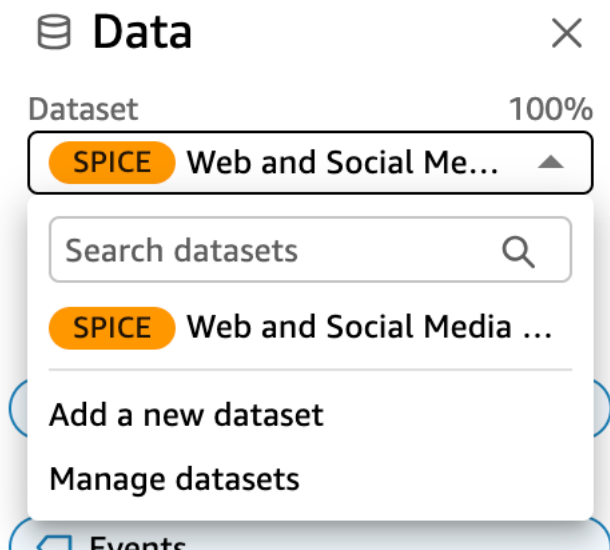 Data
Dataset 100%
SPICE Web and Social Me...
Search datasets
SPICE Web and Social Media ...
Add a new dataset
Manage datasets
Events